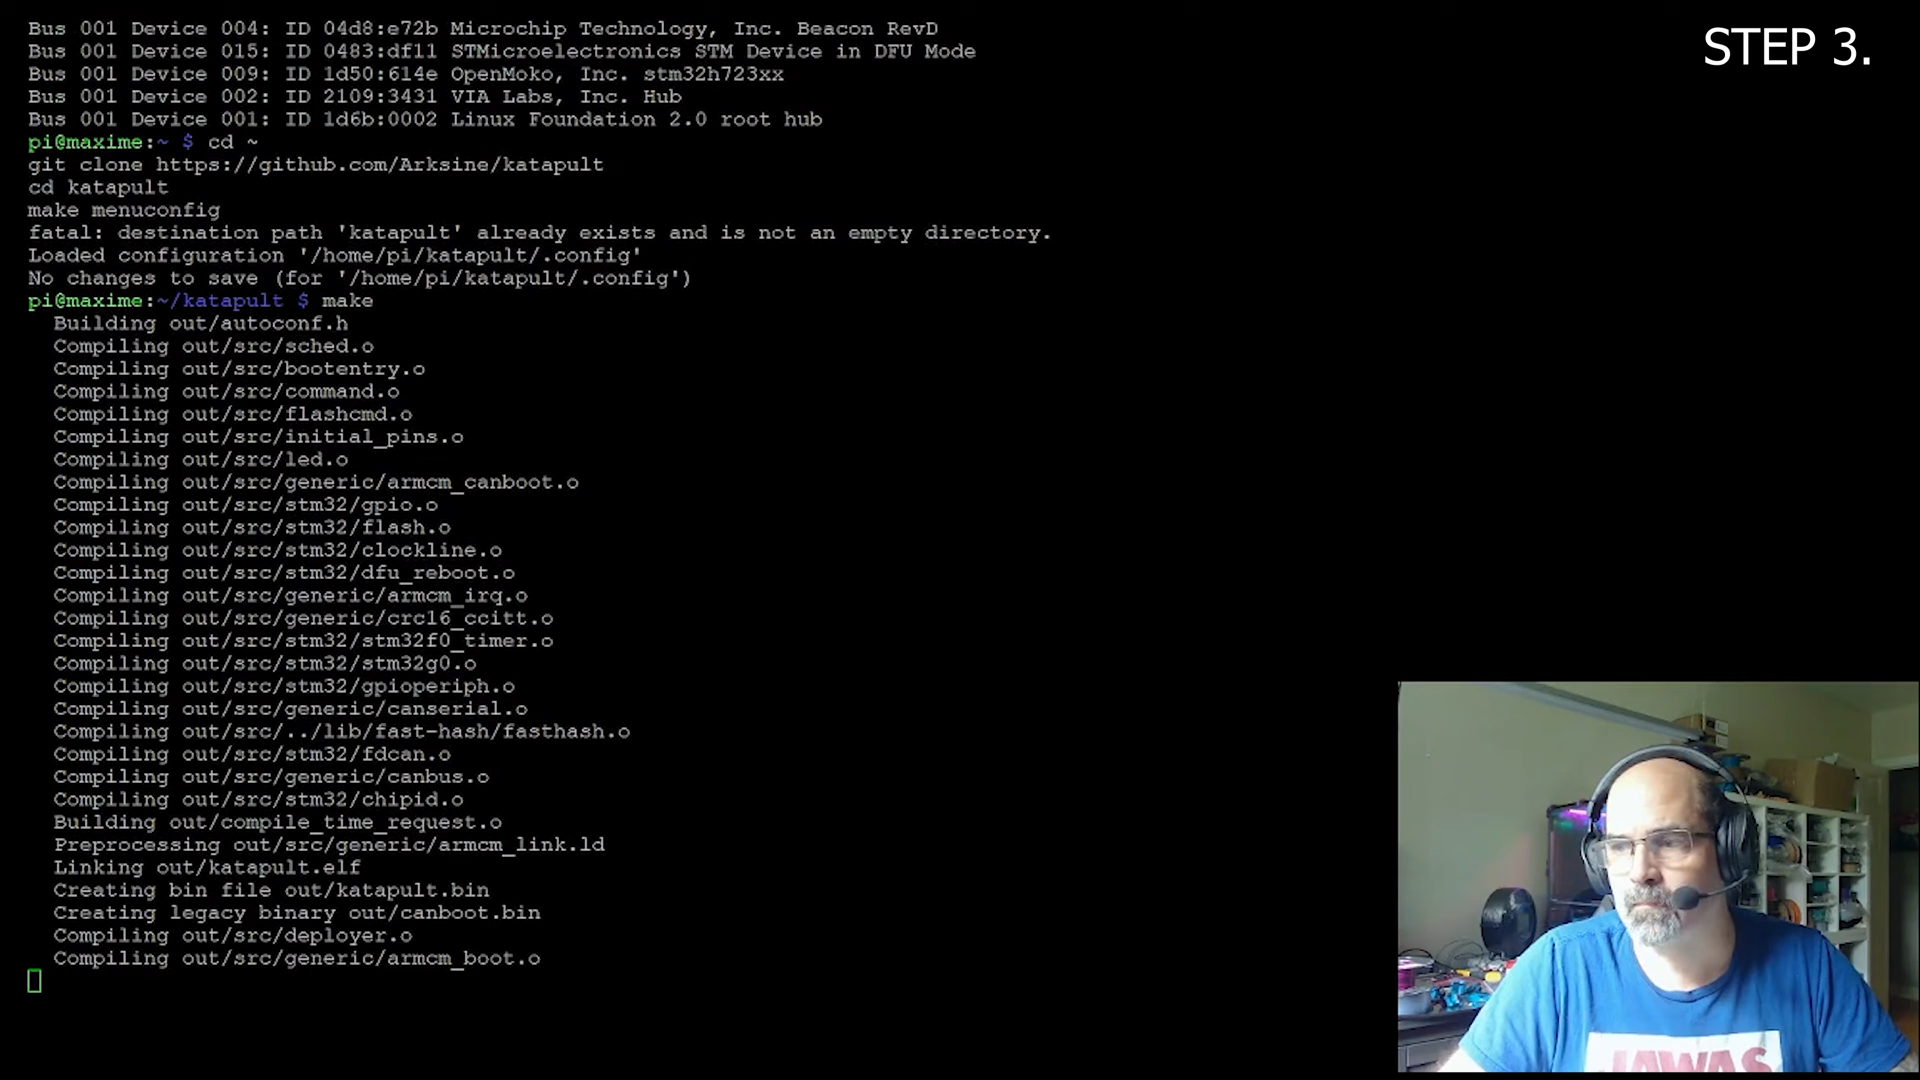 Bus 001 Device 004: ID 04d8:e72b Microchip Technology, Inc. Beacon RevD
Bus 001 Device 015: ID 0483:df11 STMicroelectronics STM Device in DFU Mode
Bus 001 Device 009: ID 1d50:614e OpenMoko, Inc. stm32h723xx
Bus 001 Device 002: ID 2109:3431 VIA Labs, Inc. Hub
Bus 001 Device 001: ID 1d6b:0002 Linux Foundation 2.0 root hub
STEP 3.
pi@maxime:~ $ cd ~
git clone https://github.com/Arksine/katapult
cd katapult
make menuconfig
fatal: destination path 'katapult' already exists and is not an empty directory.
Loaded configuration '/home/pi/katapult/.config'
No changes to save (for '/home/pi/katapult/.config')
pi@maxime:~/katapult $ make
Building out/autoconf.h
Compiling out/src/sched.o
Compiling out/src/bootentry.o
Compiling out/src/command.o
Compiling out/src/flashcmd.o
Compiling out/src/initial_pins.o
Compiling out/src/led.o
Compiling out/src/generic/armcm_canboot.o
Compiling out/src/stm32/gpio.o
Compiling out/src/stm32/flash.o
Compiling out/src/stm32/clockline.o
Compiling out/src/stm32/dfu_reboot.o
Compiling out/src/generic/armcm_irq.o
Compiling out/src/generic/crc16_ccitt.o
Compiling out/src/stm32/stm32f0_timer.o
Compiling out/src/stm32/stm32g0.o
Compiling out/src/stm32/gpioperiph.o
Compiling out/src/generic/canserial.o
Compiling out/src/../lib/fast-hash/fasthash.o
Compiling out/src/stm32/fdcan.o
Compiling out/src/generic/canbus.o
Compiling out/src/stm32/chipid.o
Building out/compile_time_request.o
Preprocessing out/src/generic/armcm_link.ld
Linking out/katapult.elf
Creating bin file out/katapult.bin
Creating legacy binary out/canboot.bin
Compiling out/src/deployer.o
Compiling out/src/generic/armcm_boot.o
JAWAS